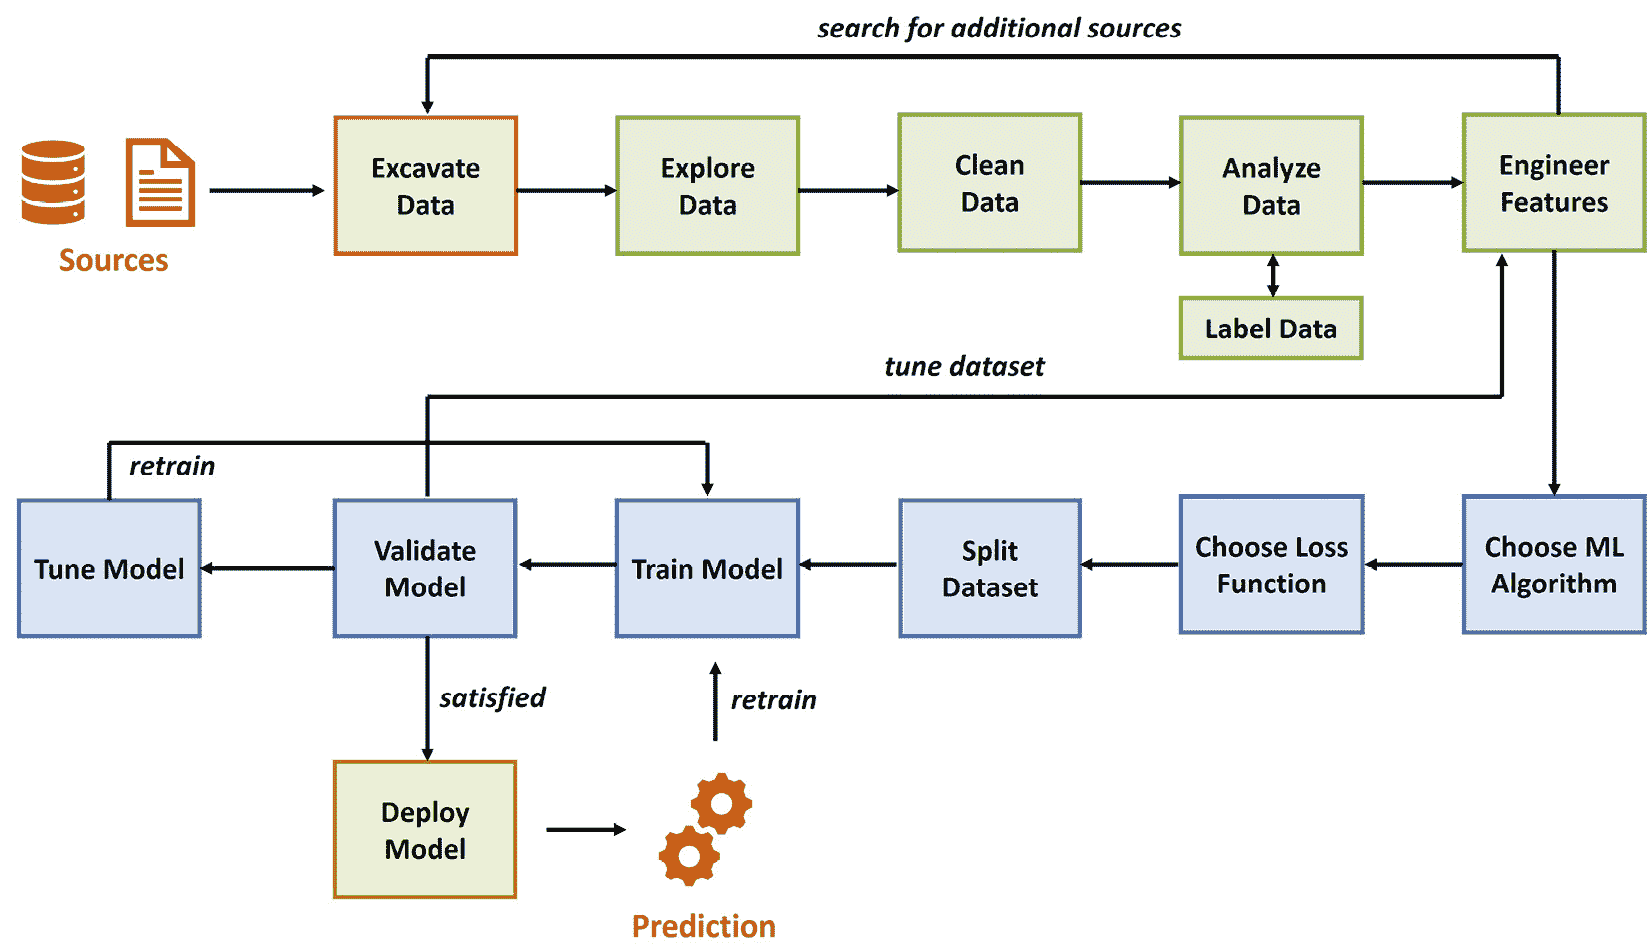 search for additional sources
Excavate
Data
Explore
Data
Clean
Data
Analyze
Data
Engineer
Features
Sources
Label Data
tune dataset
retrain
Tune Model
Validate
Model
Train Model
Split
Dataset
Choose Loss
Function
Choose ML
Algorithm
satisfied
retrain
Deploy
Model
Prediction